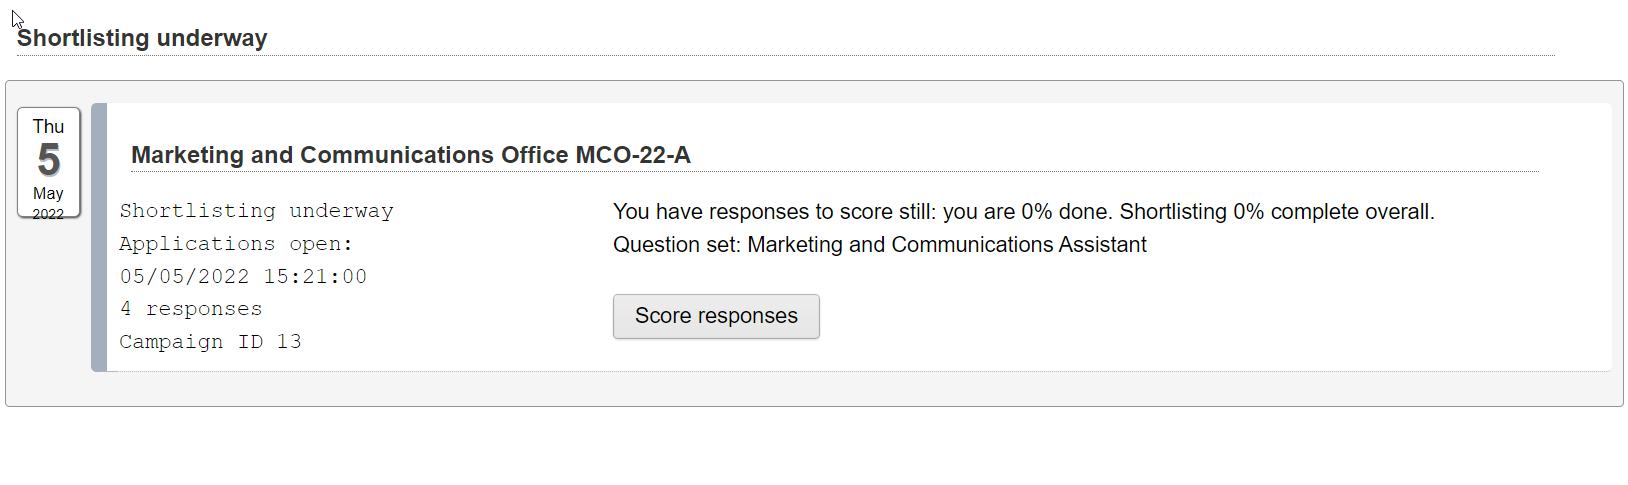 Shortlisting underway
Thu
5
May
2022
Marketing and Communications Office MCO-22-A
Shortlisting underway
Applications open:
05/05/2022 15:21:00
4 responses
Campaign ID 13
You have responses to score still: you are 0% done. Shortlisting 0% complete overall.
Question set: Marketing and Communications Assistant
Score responses